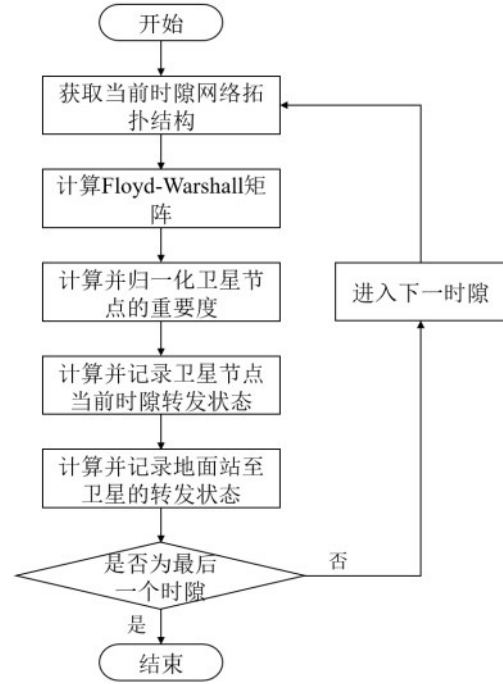 开始
获取当前时隙网络拓
扑结构
计算Floyd-Warshall矩
阵
计算并归一化卫星节
点的重要度
进入下一时隙
计算并记录卫星节点
当前时隙转发状态
计算并记录地面站至
卫星的转发状态
是否为最后
一个时隙
否
是
结束